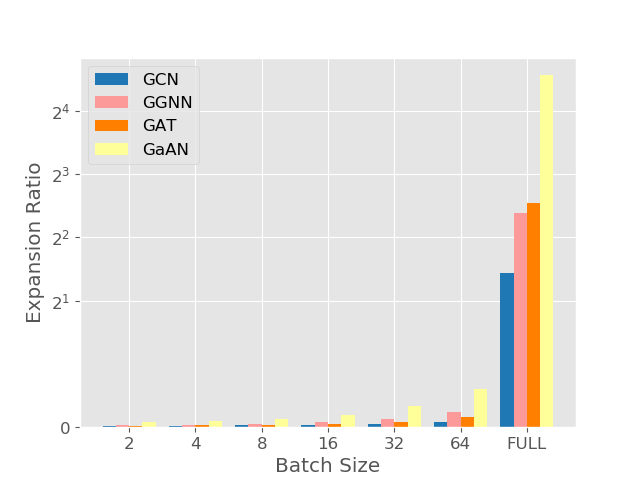 GCN
GGNN
GAT
GaAN
2^4
2^3
2^2
2^1
0
Expansion Ratio
2 4 8 16 32 64 FULL
Batch Size